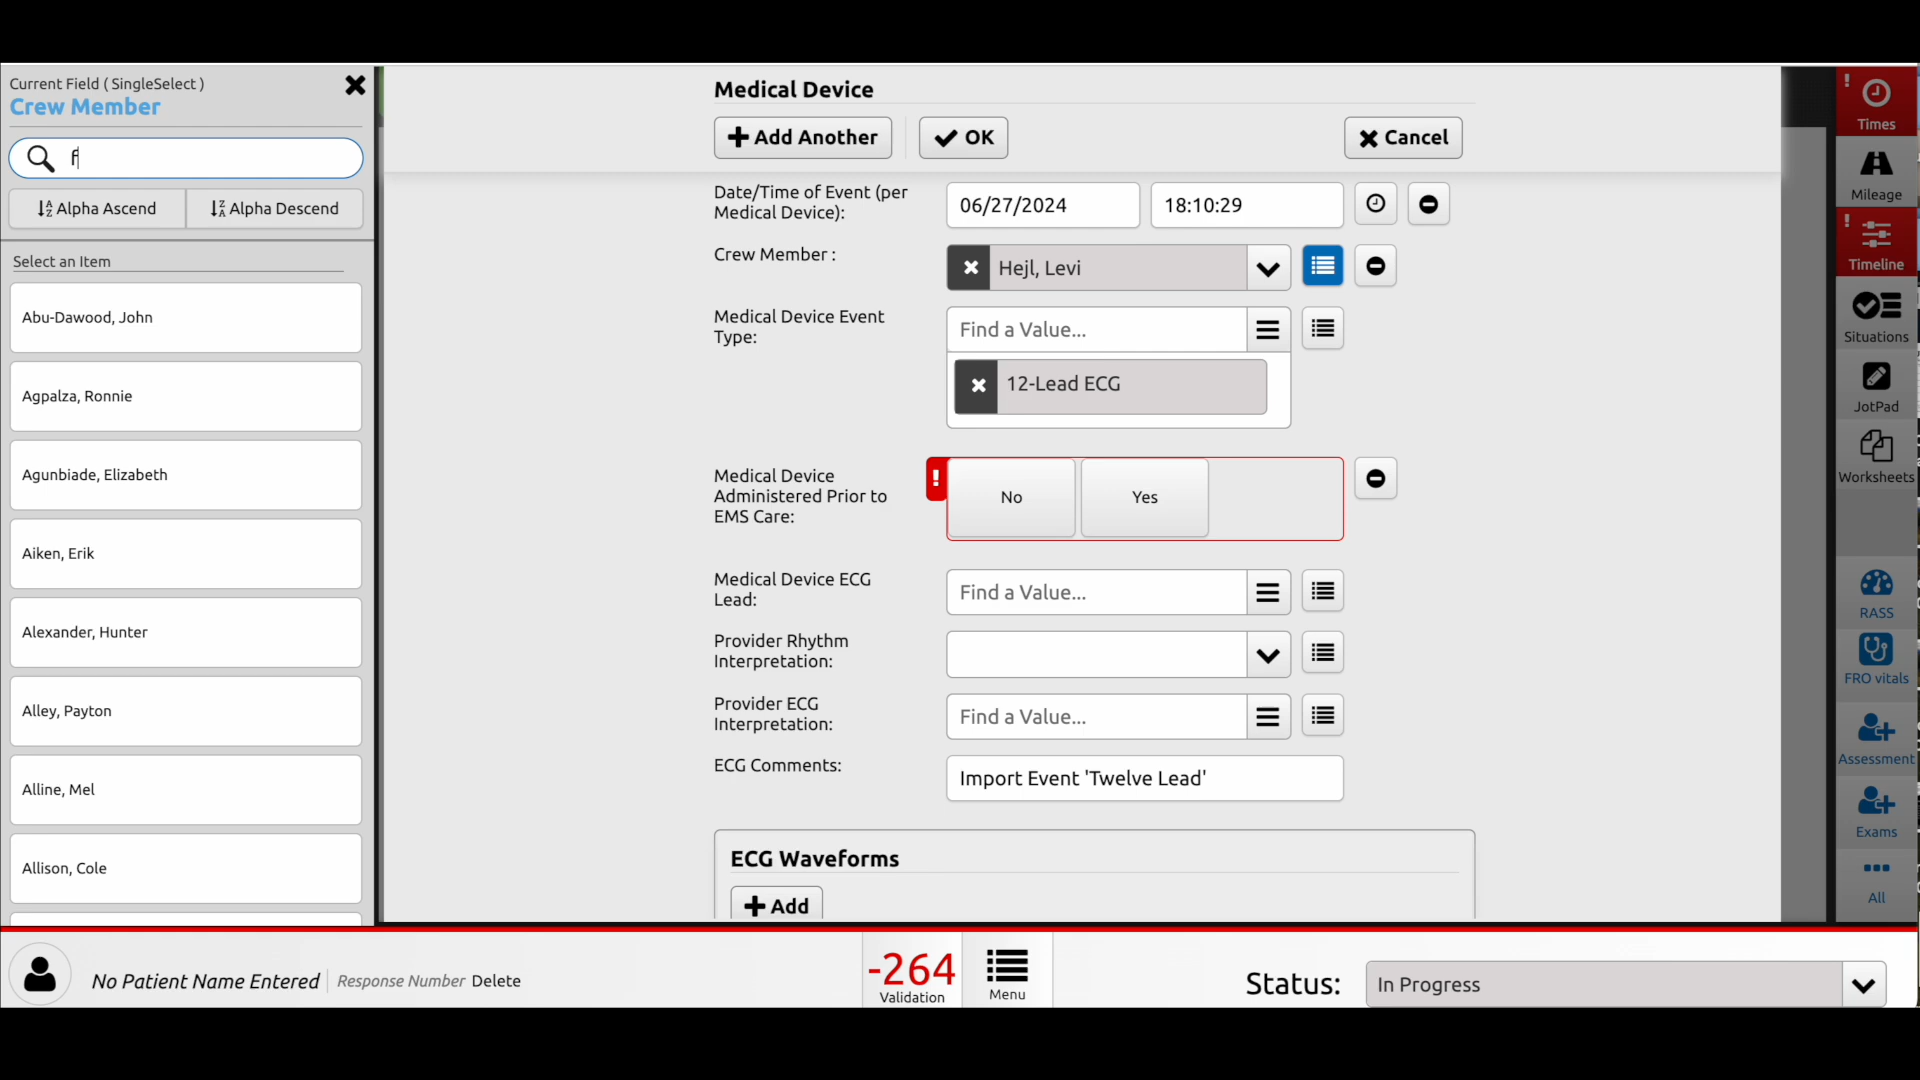 Current Field ( SingleSelect )
Crew Member
f
Alpha Ascend
Alpha Descend
Select an Item
Abu-Dawood, John
Agpalza, Ronnie
Agunbiade, Elizabeth
Aiken, Erik
Alexander, Hunter
Alley, Payton
Alline, Mel
Allison, Cole
Medical Device
Add Another
OK
Cancel
Date/Time of Event (per
Medical Device):
06/27/2024
18:10:29
Crew Member :
Hejl, Levi
Medical Device Event
Type:
Find a Value...
12-Lead ECG
Medical Device
Administered Prior to
EMS Care:
!
No
Yes
Medical Device ECG
Lead:
Find a Value...
Provider Rhythm
Interpretation:
Provider ECG
Interpretation:
Find a Value...
ECG Comments:
Import Event 'Twelve Lead'
ECG Waveforms
Add
!
Times
Mileage
!
Timeline
Situations
JotPad
Worksheets
RASS
FRO vitals
Assessment
Exams
All
No Patient Name Entered
Response Number Delete
-264
Validation
Menu
Status:
In Progress